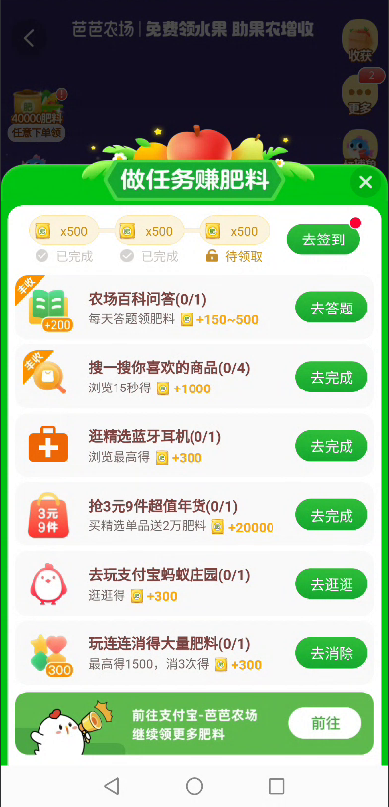 芭芭农场 | 免费领水果 助果农增收
收获
2
更多
肥
40000肥料
任意下单领
做任务赚肥料
x500
x500
x500
已完成
已完成
待领取
去签到
丰收
+200
农场百科问答(0/1)
每天答题领肥料 +150~500
去答题
丰收
搜一搜你喜欢的商品(0/4)
浏览15秒得 +1000
去完成
逛精选蓝牙耳机(0/1)
浏览最高得 +300
去完成
3元
9件
抢3元9件超值年货(0/1)
买精选单品送2万肥料 +20000
去完成
去玩支付宝蚂蚁庄园(0/1)
逛逛得 +300
去逛逛
300
玩连连消得大量肥料(0/1)
最高得1500，消3次得 +300
去消除
前往支付宝-芭芭农场
继续领更多肥料
前往